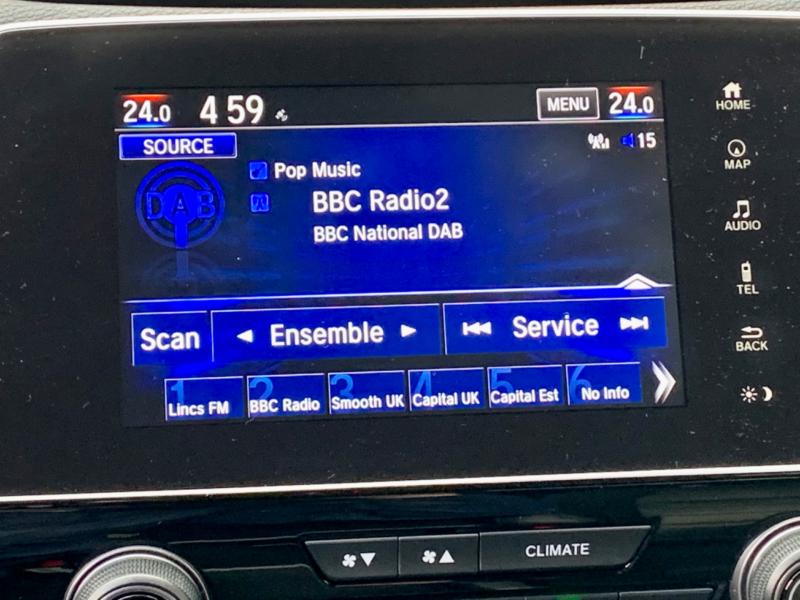 24.0 4 59 MENU 24.0
SOURCE
15
DAB
Pop Music
BBC Radio2
BBC National DAB
Scan
Ensemble
Service
1 Lincs FM
2 BBC Radio
3 Smooth UK
4 Capital UK
5 Capital Est
6 No Info
HOME
MAP
AUDIO
TEL
BACK
CLIMATE